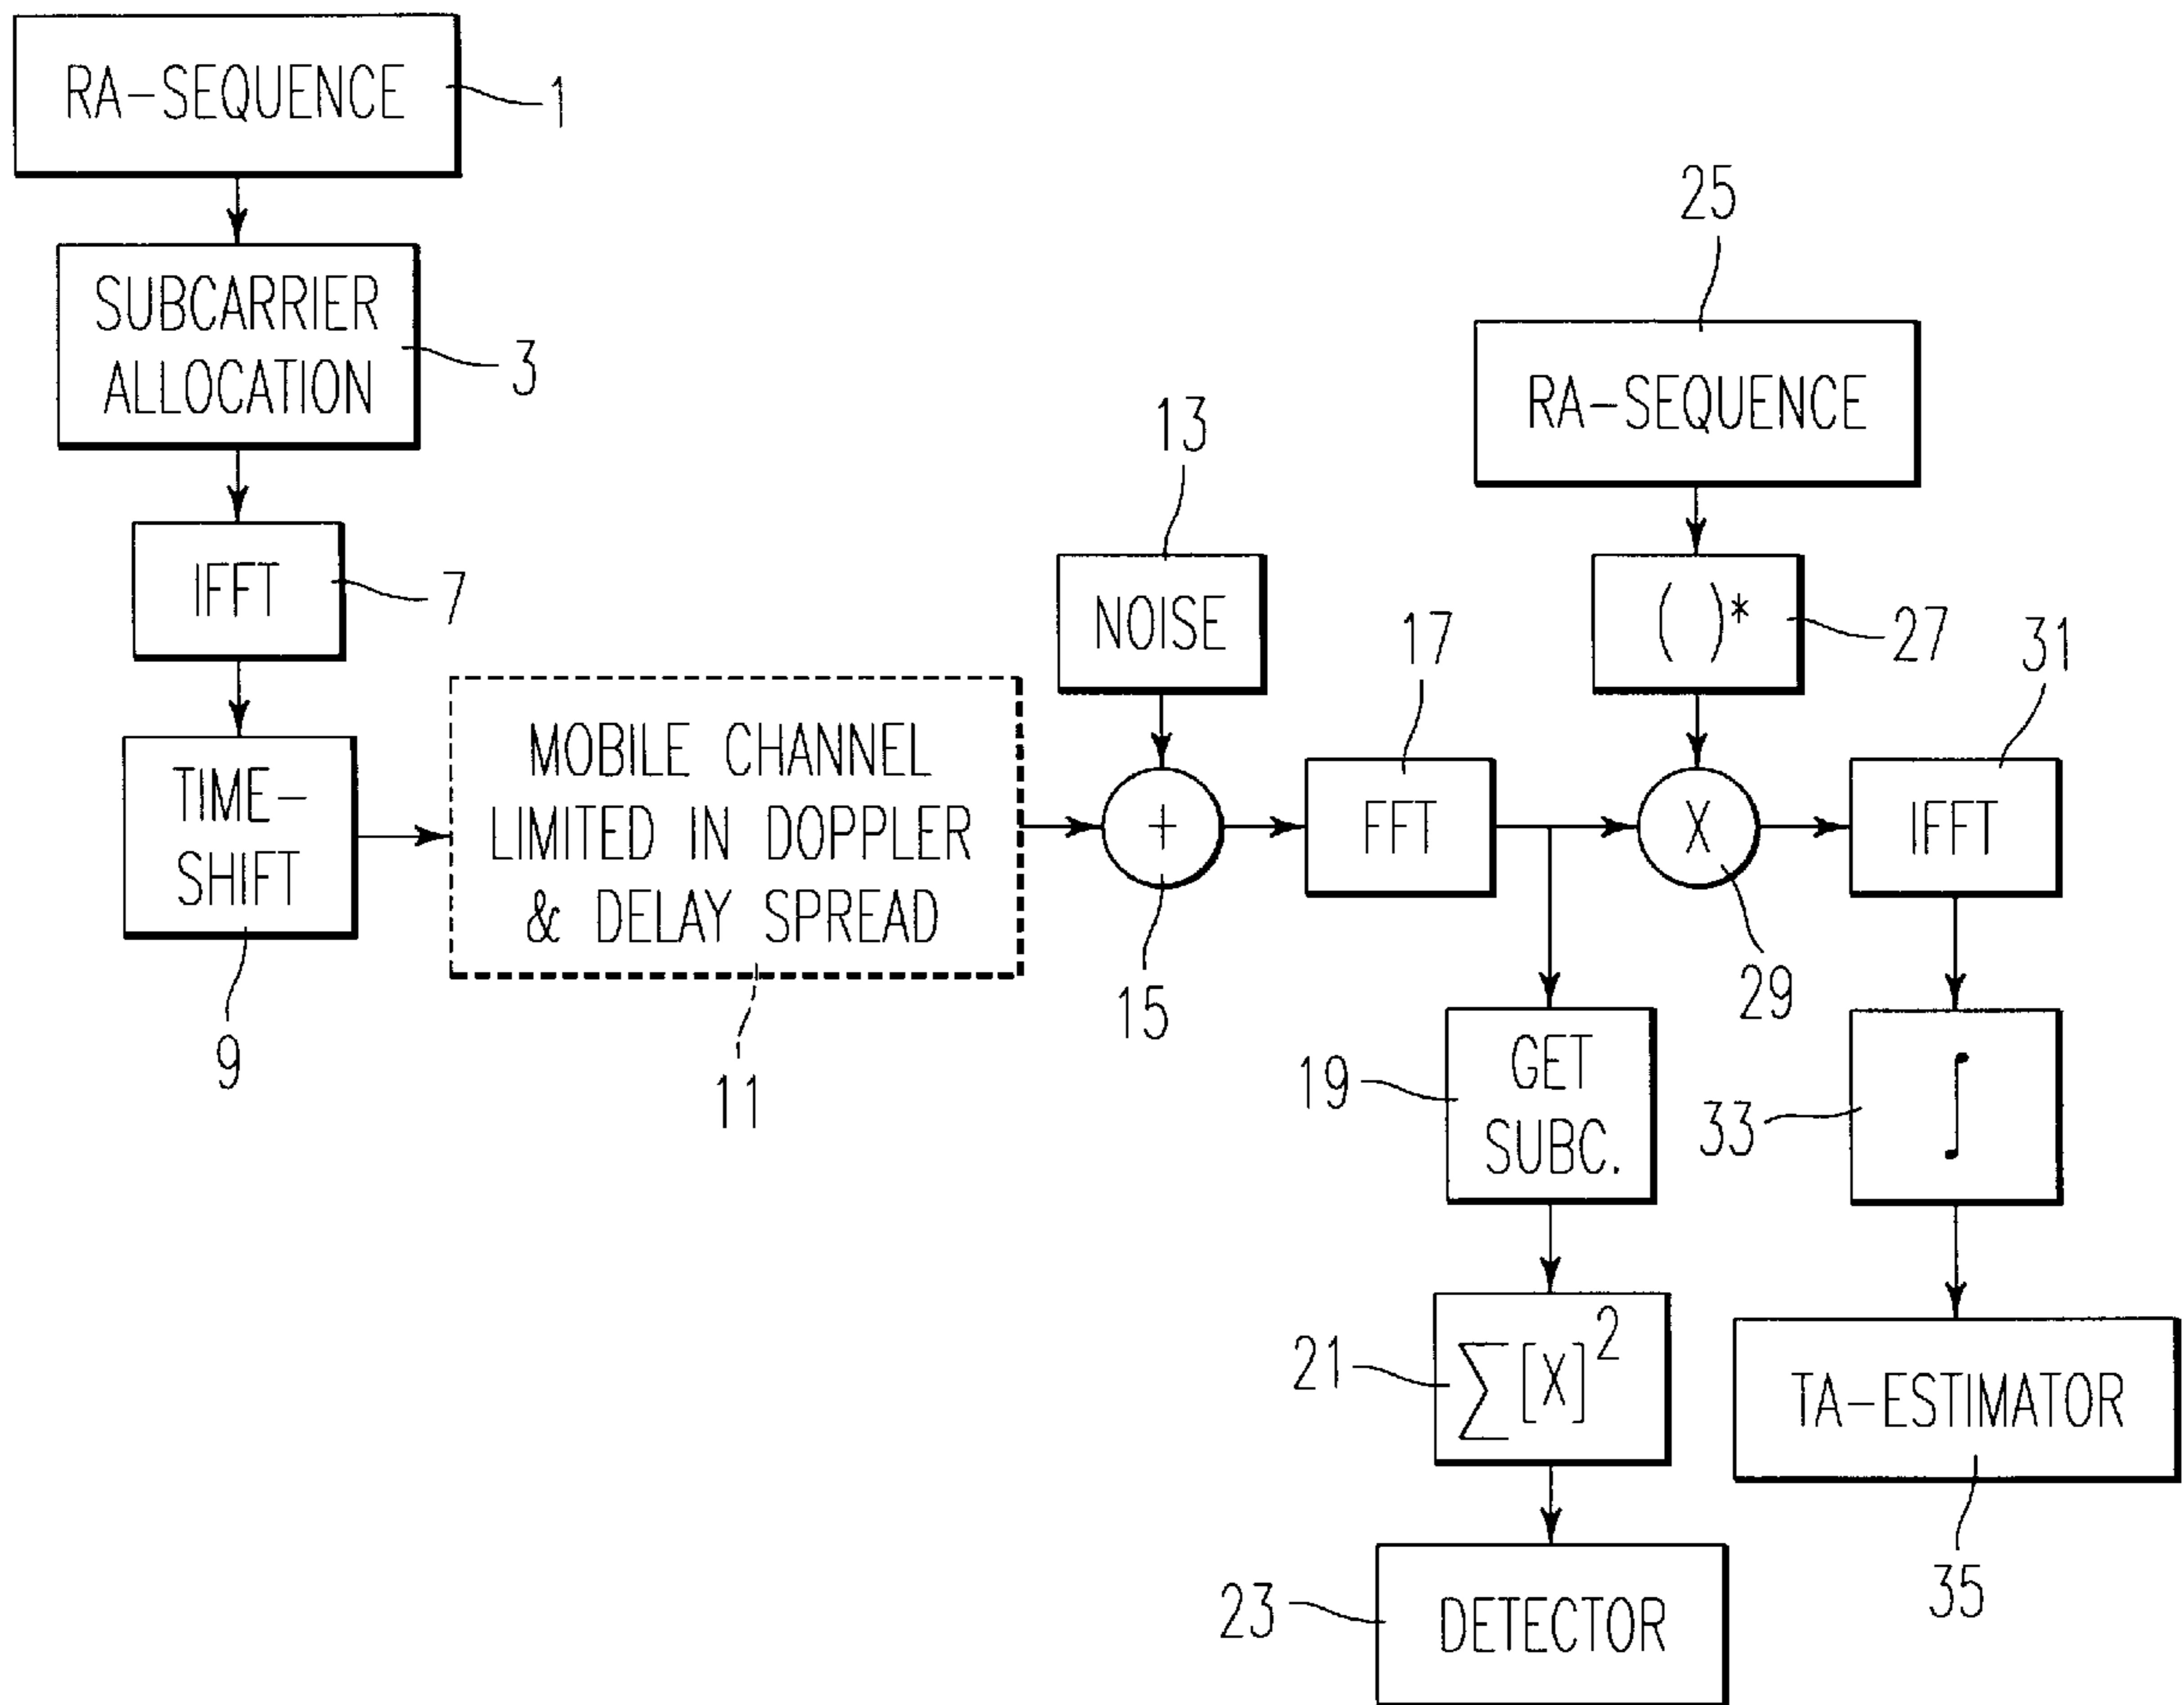 RA-SEQUENCE
1
SUBCARRIER
ALLOCATION
3
IFFT
7
TIME-
SHIFT
9
MOBILE CHANNEL
LIMITED IN DOPPLER
& DELAY SPREAD
11
13
NOISE
+
15
17
FFT
25
RA-SEQUENCE
( )*
27
X
29
31
IFFT
19
GET
SUBC.
33
∫
21
∑[X]²
TA-ESTIMATOR
35
23
DETECTOR